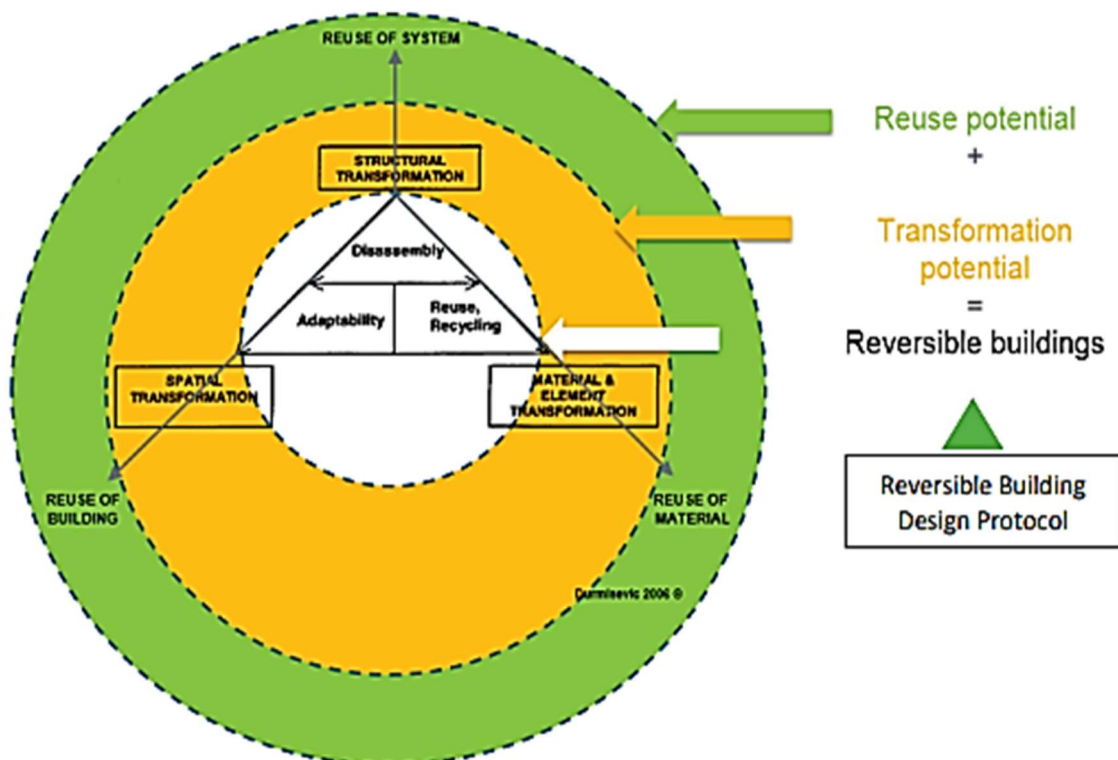 REUSE OF SYSTEM
STRUCTURAL
TRANSFORMATION
Disassembly
Adaptability
Reuse,
Recycling
SPATIAL
TRANSFORMATION
MATERIAL &
ELEMENT
TRANSFORMATION
REUSE OF
BUILDING
REUSE OF
MATERIAL
Durmisevic 2006 ©
Reuse potential
+
Transformation
potential
=
Reversible buildings
Reversible Building
Design Protocol